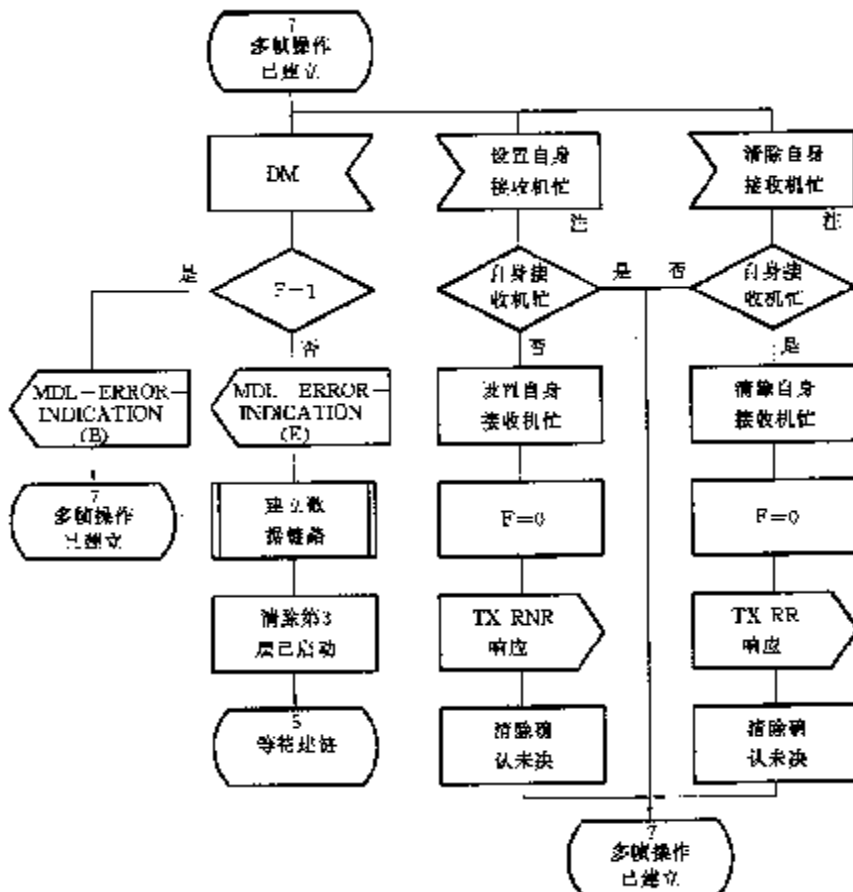 7
多帧操作
已建立
DM
设置自身
接收机忙
注
清除自身
接收机忙
注
是
F=1
否
自身接
收机忙
是
否
否
自身接
收机忙
是
MDL-ERROR-
INDICATION
(B)
MDL ERROR-
INDICATION
(E)
设置自身
接收机忙
清除自身
接收机忙
7
多帧操作
已建立
建立数
据链路
F=0
F=0
清除第3
层已启动
TX RNR
响应
TX RR
响应
5
等待建链
清除确
认未决
清除确
认未决
7
多帧操作
已建立